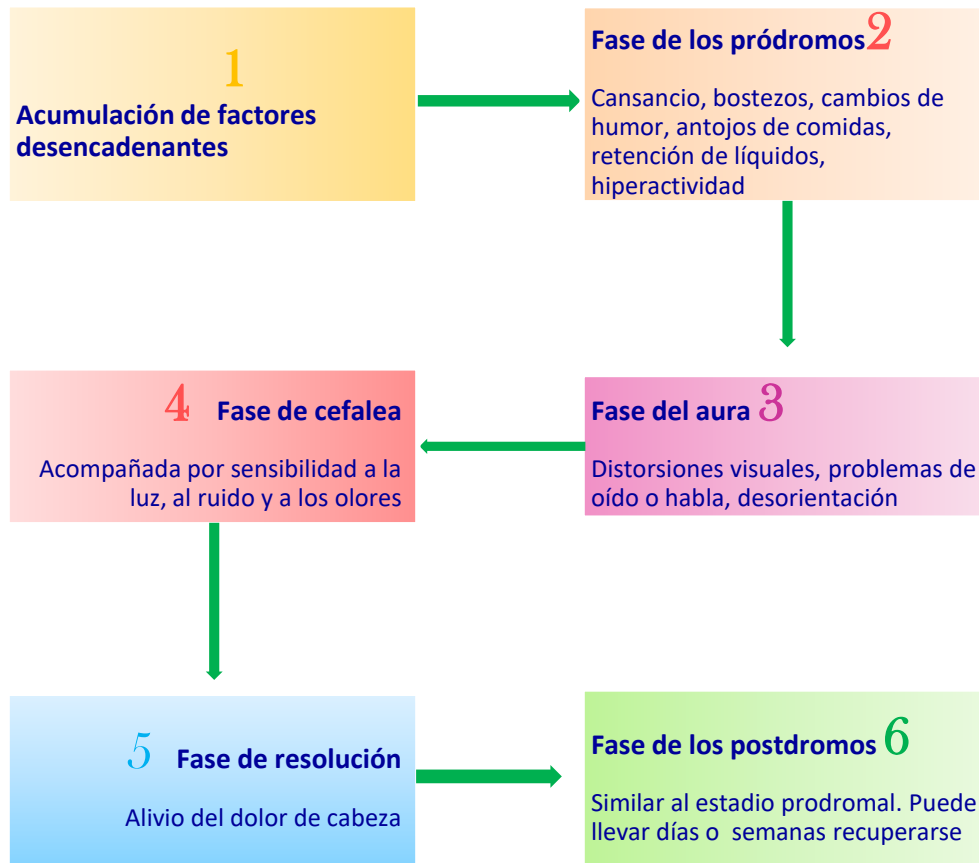 1
Acumulación de factores
desencadenantes
Fase de los pródromos 2
Cansancio, bostezos, cambios de
humor, antojos de comidas,
retención de líquidos,
hiperactividad
Fase del aura 3
Distorsiones visuales, problemas de
oído o habla, desorientación
4 Fase de cefalea
Acompañada por sensibilidad a la
luz, al ruido y a los olores
5 Fase de resolución
Alivio del dolor de cabeza
Fase de los postdromos 6
Similar al estadio prodromal. Puede
llevar días o semanas recuperarse